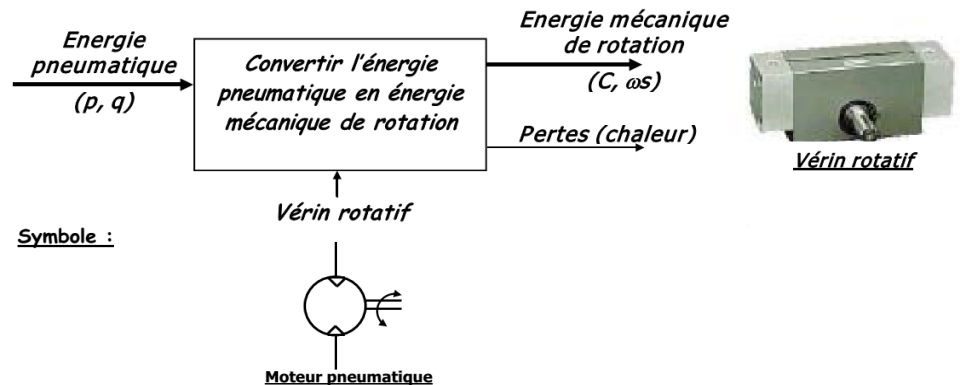 Energie
pneumatique
(p, q)
Convertir l'énergie
pneumatique en énergie
mécanique de rotation
Energie mécanique
de rotation
(C, ωs)
Pertes (chaleur)
Vérin rotatif
Vérin rotatif
Symbole :
Moteur pneumatique